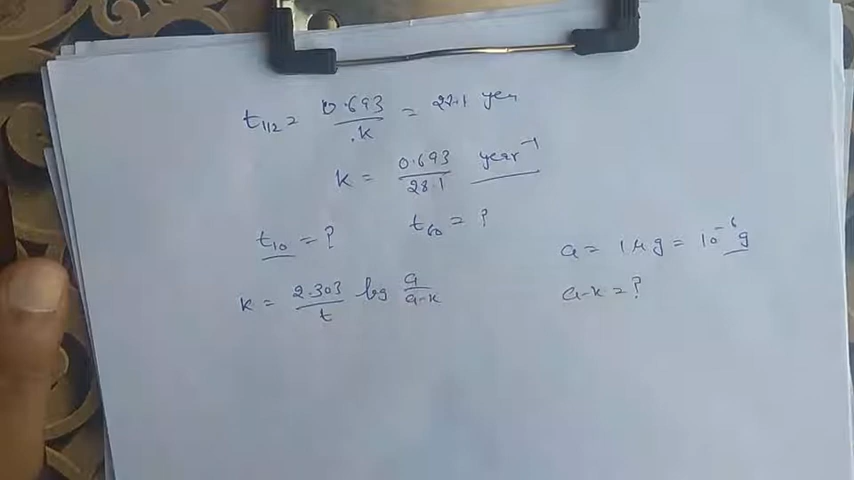 t1/2 = 0.693 / k = 28.1 year
k = 0.693 / 28.1 year⁻¹
t10 = ? t60 = ?
a = 1 μg = 10⁻⁶ g
k = 2.303 / t log a / a-x
a-x = ?